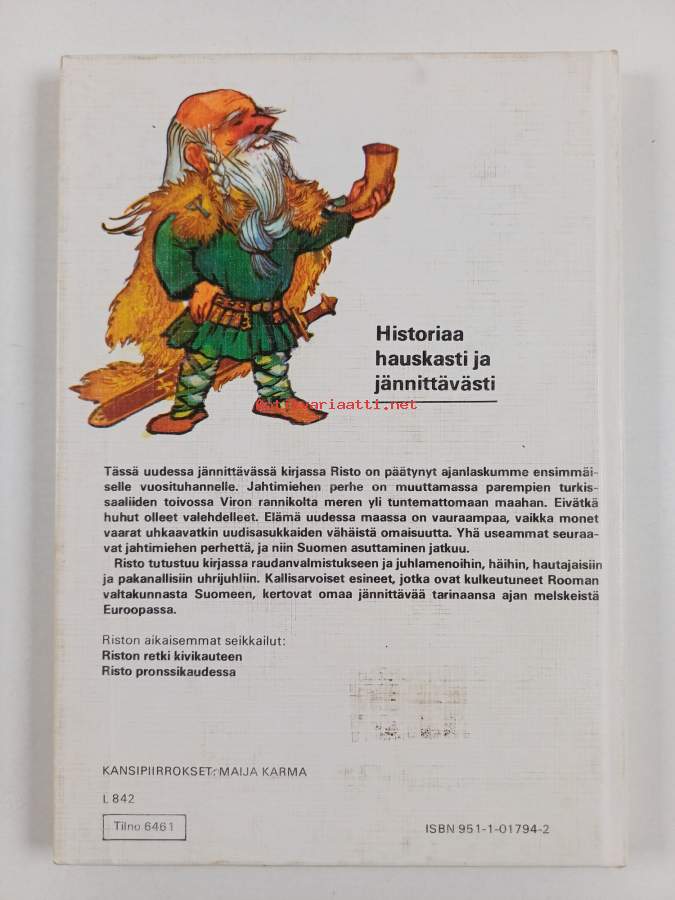 Historiaa
hauskasti ja
jännittävästi
antikvariaatti.net
Tässä uudessa jännittävässä kirjassa Risto on päätynyt ajanlaskumme ensimmäi-
selle vuosituhannelle. Jahtimiehen perhe on muuttamassa parempien turkis-
saaliiden toivossa Viron rannikolta meren yli tuntemattomaan maahan. Eivätkä
huhut olleet valehdelleet. Elämä uudessa maassa on vauraampaa, vaikka monet
vaarat uhkaavatkin uudisasukkaiden vähäistä omaisuutta. Yhä useammat seuraa-
vat jahtimiehen perhettä, ja niin Suomen asuttaminen jatkuu.
Risto tutustuu kirjassa raudanvalmistukseen ja juhlamenoihin, häihin, hautajaisiin
ja pakanallisiin uhrijuhliin. Kallisarvoiset esineet, jotka ovat kulkeutuneet Rooman
valtakunnasta Suomeen, kertovat omaa jännittävää tarinaansa ajan melskeistä
Euroopassa.
Riston aikaisemmat seikkailut:
Riston retki kivikauteen
Risto pronssikaudessa
KANSIPIIRROKSET: MAIJA KARMA
L 842
Tilno 6461
ISBN 951-1-01794-2